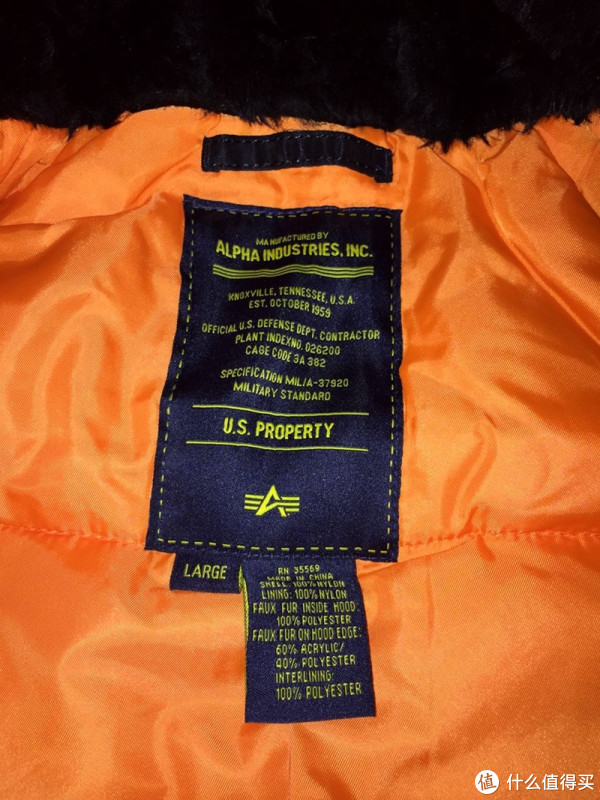 MANUFACTURED BY
ALPHA INDUSTRIES, INC.
KNOXVILLE, TENNESSEE, U.S.A.
EST. OCTOBER 1959
OFFICIAL U.S. DEFENSE DEPT. CONTRACTOR
PLANT INDEXNO. 026200
CAGE CODE 3A 382
SPECIFICATION MIL/A-37920
MILITARY STANDARD
U.S. PROPERTY
LARGE
RN 35569
MADE IN CHINA
SHELL: 100% NYLON
LINING: 100% NYLON
FAUX FUR INSIDE HOOD:
100% POLYESTER
FAUX FUR ON HOOD EDGE:
60% ACRYLIC/
40% POLYESTER
INTERLINING:
100% POLYESTER
值 什么值得买